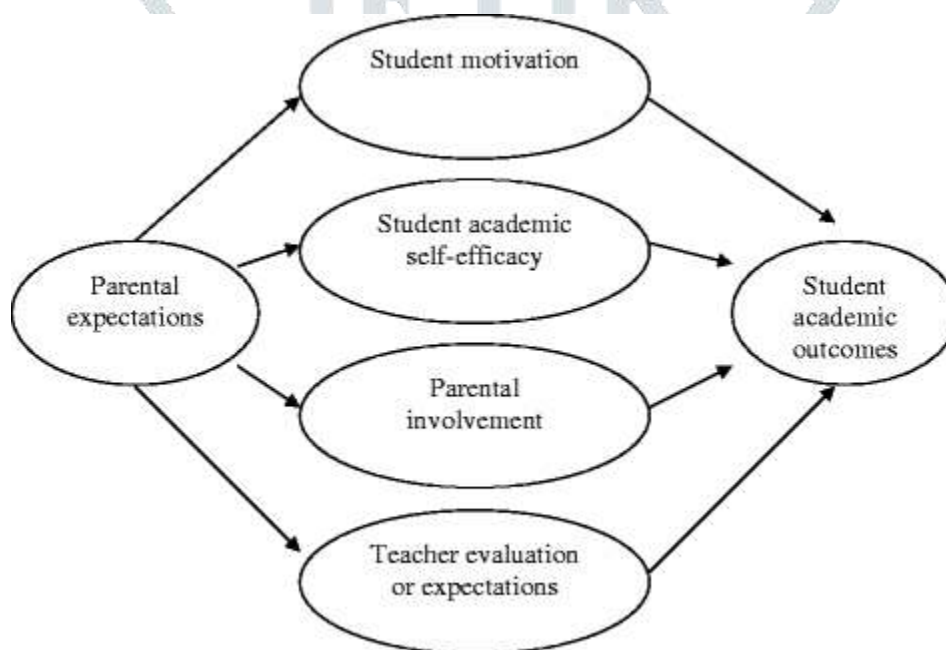 Student motivation
Student academic
self-efficacy
Parental
expectations
Student
academic
outcomes
Parental
involvement
Teacher evaluation
or expectations